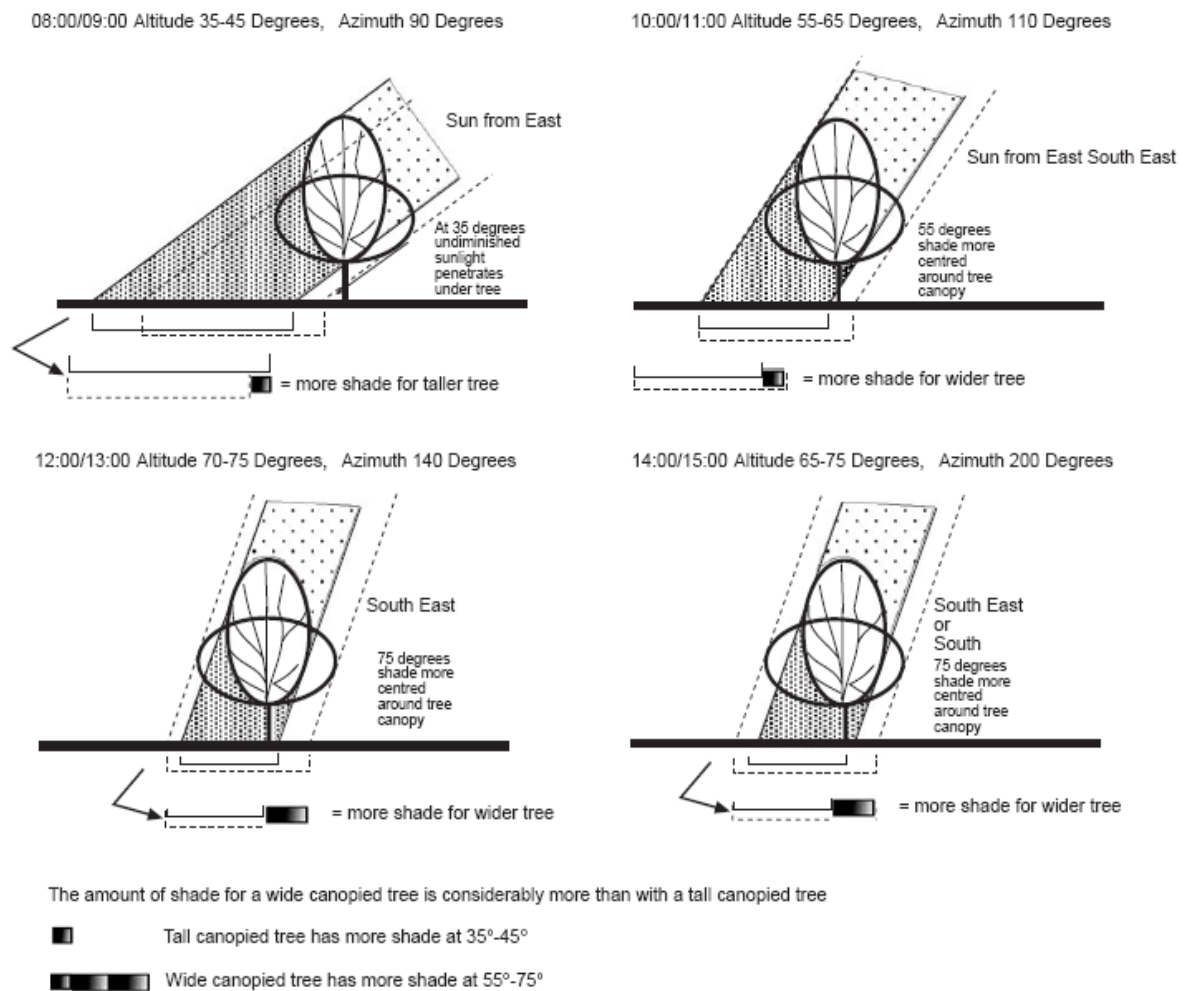 08:00/09:00 Altitude 35-45 Degrees, Azimuth 90 Degrees
Sun from East
At 35 degrees
undiminished
sunlight
penetrates
under tree
= more shade for taller tree
10:00/11:00 Altitude 55-65 Degrees, Azimuth 110 Degrees
Sun from East South East
55 degrees
shade more
centred
around tree
canopy
= more shade for wider tree
12:00/13:00 Altitude 70-75 Degrees, Azimuth 140 Degrees
South East
75 degrees
shade more
centred
around tree
canopy
= more shade for wider tree
14:00/15:00 Altitude 65-75 Degrees, Azimuth 200 Degrees
South East
or
South
75 degrees
shade more
centred
around tree
canopy
= more shade for wider tree
The amount of shade for a wide canopied tree is considerably more than with a tall canopied tree
Tall canopied tree has more shade at 35º-45º
Wide canopied tree has more shade at 55º-75º